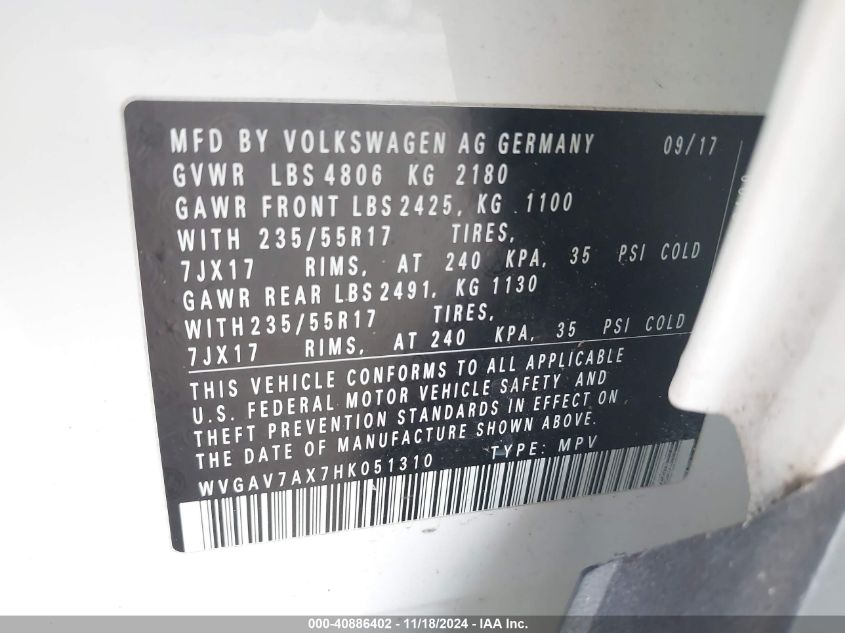 MFD BY VOLKSWAGEN AG GERMANY 09/17
GVWR LBS 4806 KG 2180
GAWR FRONT LBS 2425, KG 1100
WITH 235/55R17 TIRES,
7JX17 RIMS, AT 240 KPA, 35 PSI COLD
GAWR REAR LBS 2491, KG 1130
WITH 235/55R17 TIRES,
7JX17 RIMS, AT 240 KPA, 35 PSI COLD
THIS VEHICLE CONFORMS TO ALL APPLICABLE
U.S. FEDERAL MOTOR VEHICLE SAFETY AND
THEFT PREVENTION STANDARDS IN EFFECT ON
THE DATE OF MANUFACTURE SHOWN ABOVE.
WVGAV7AX7HK051310 TYPE: MPV
000-40886402 - 11/18/2024 - IAA Inc.